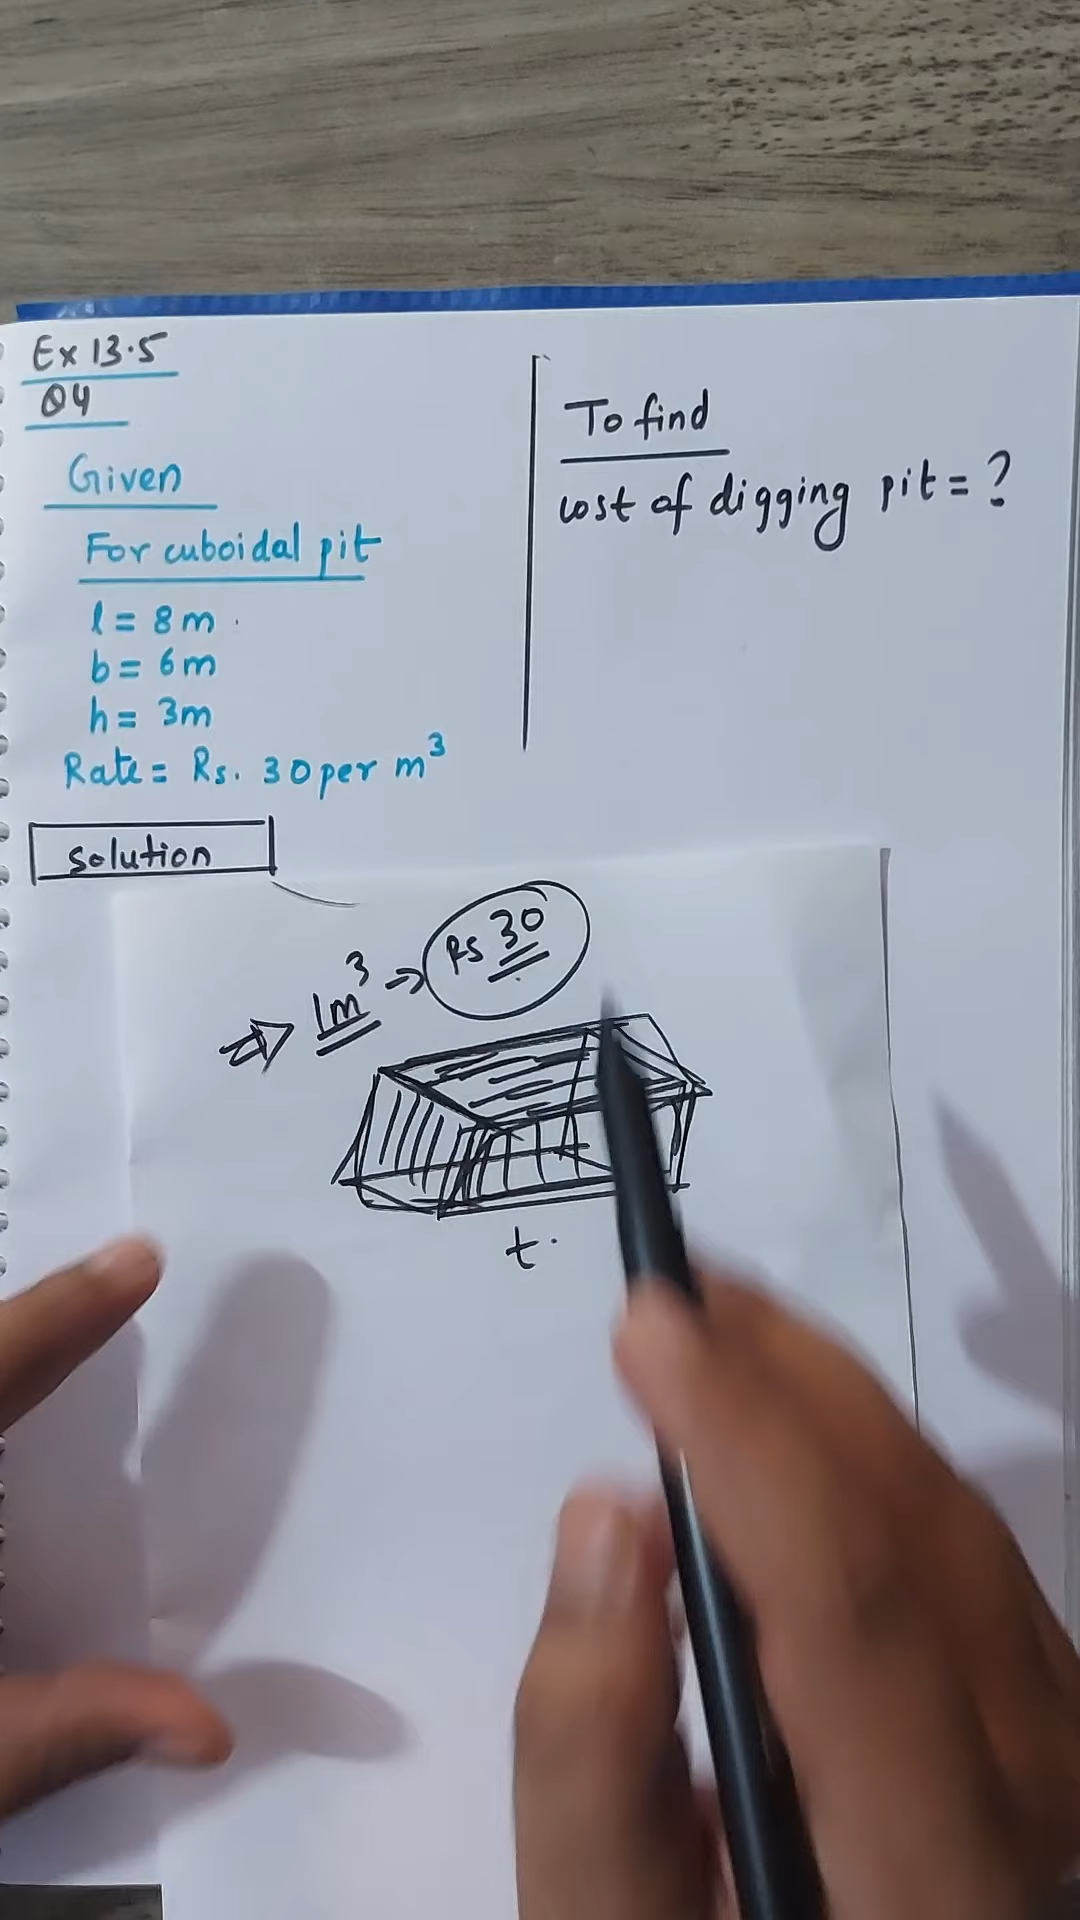 Ex 13.5
Q4
Given
For cuboidal pit
l = 8m
b = 6m
h = 3m
Rate = Rs. 30 per m³
To find
cost of digging pit = ?
Solution
⇒ 1m³ → Rs 30
t.